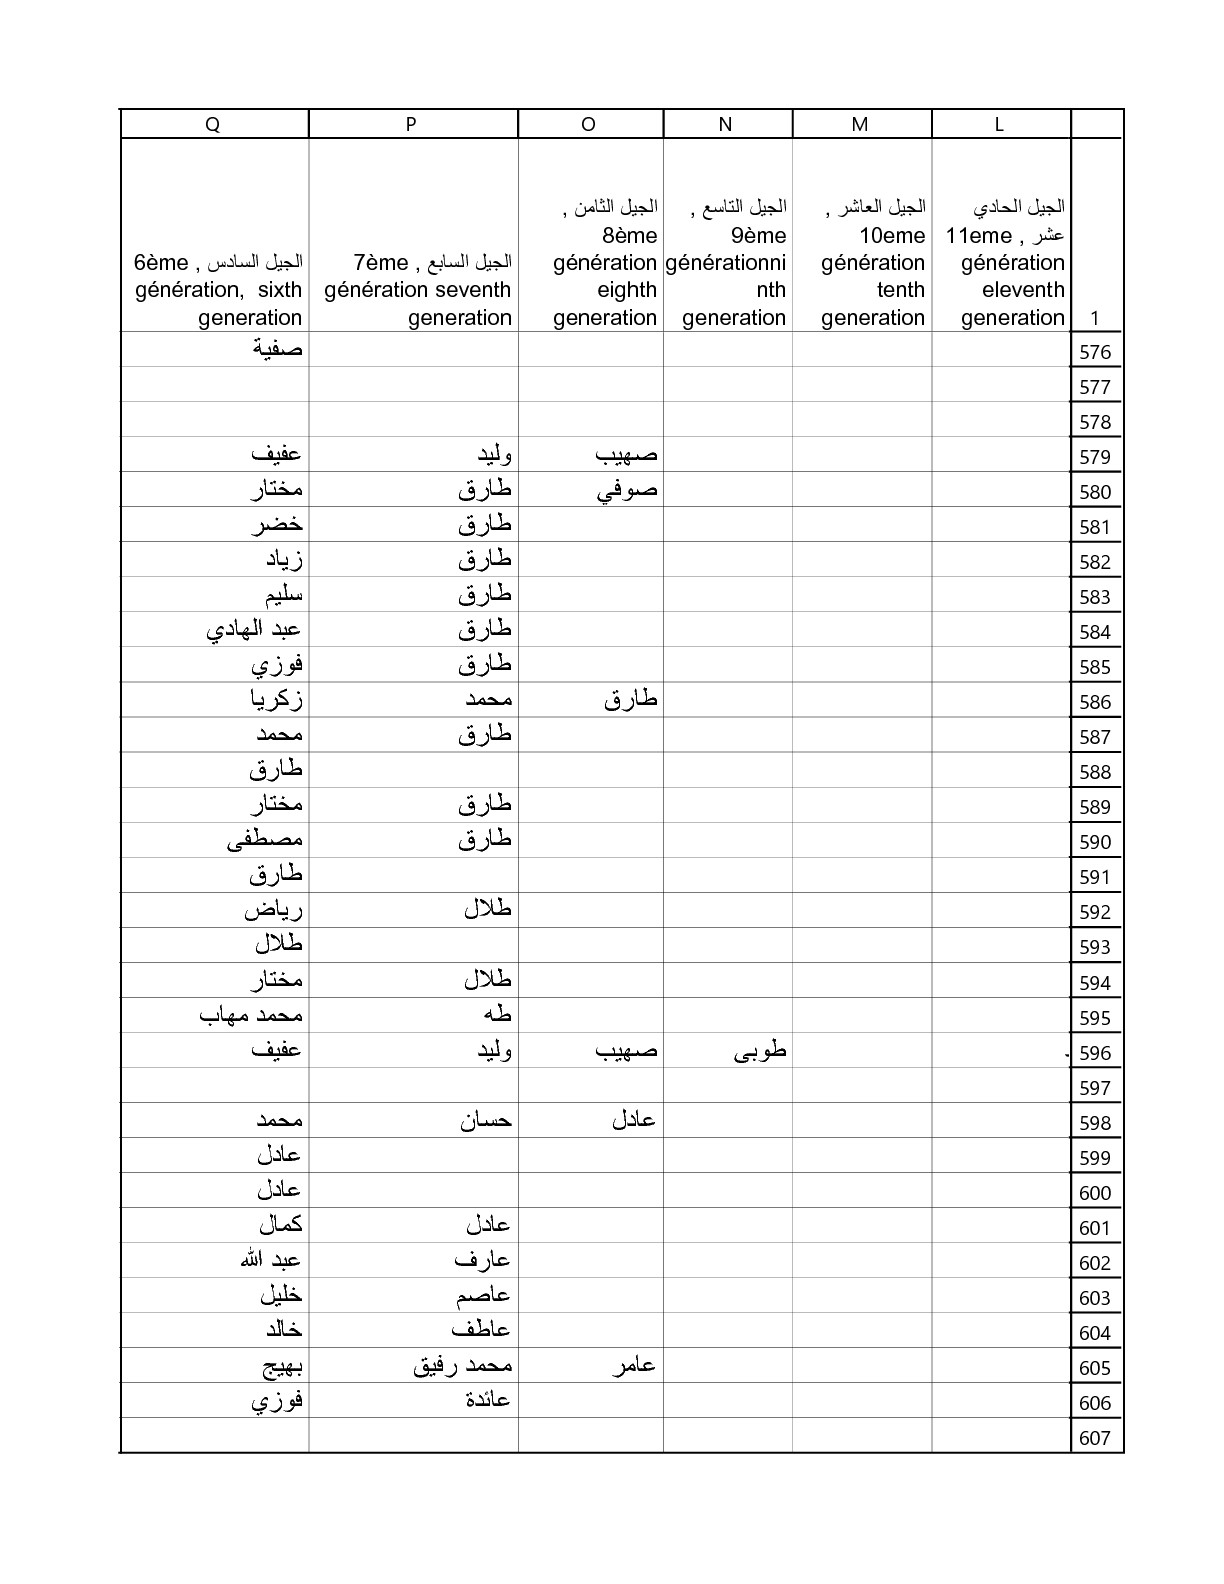 Q P O N M L
الجيل السادس , 6ème génération, sixth generation
الجيل السابع , 7ème génération seventh generation
الجيل الثامن , 8ème génération eighth generation
الجيل التاسع , 9ème générationni nth generation
الجيل العاشر , 10eme génération tenth generation
الجيل الحادي عشر , 11eme génération eleventh generation
1
صفية 576
577
578
عفيف وليد صهيب 579
مختار طارق صوفي 580
خضر طارق 581
زياد طارق 582
سليم طارق 583
عبد الهادي طارق 584
فوزي طارق 585
زكريا محمد طارق 586
محمد طارق 587
طارق 588
مختار طارق 589
مصطفى طارق 590
طارق 591
رياض طلال 592
طلال 593
مختار طلال 594
محمد مهاب طه 595
عفيف وليد صهيب طوبى . 596
597
محمد حسان عادل 598
عادل 599
عادل 600
كمال عادل 601
عبد الله عارف 602
خليل عاصم 603
خالد عاطف 604
بهيج محمد رفيق عامر 605
فوزي عائدة 606
607